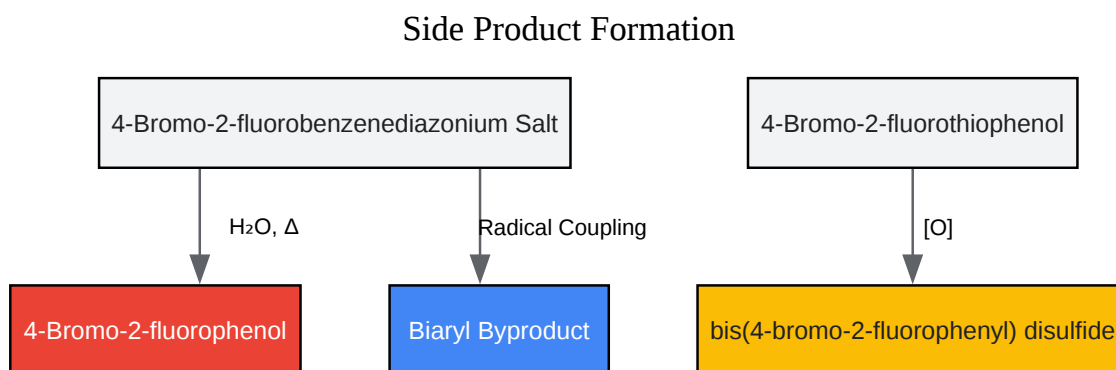 Side Product Formation
4-Bromo-2-fluorobenzenediazonium Salt
4-Bromo-2-fluorothiophenol
H₂O, Δ
Radical Coupling
[O]
4-Bromo-2-fluorophenol
Biaryl Byproduct
bis(4-bromo-2-fluorophenyl) disulfide